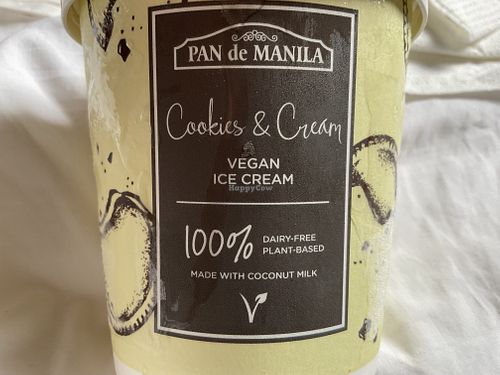 PAN de MANILA
Cookies & Cream
VEGAN
ICE CREAM
HappyCow
100% DAIRY-FREE
PLANT-BASED
MADE WITH COCONUT MILK